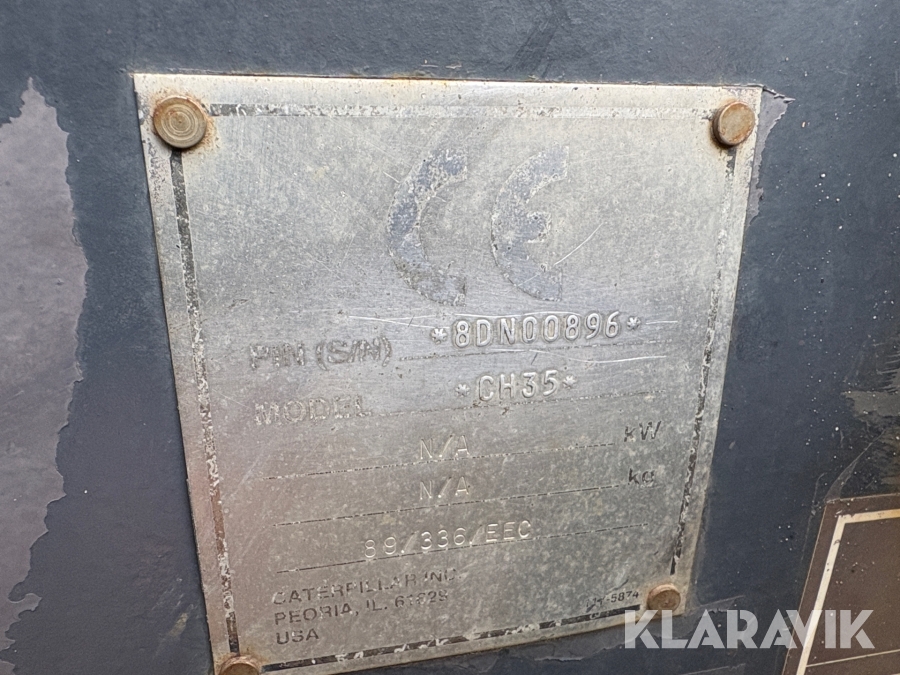 CE
PIN (S/N) *8DN00896*
MODEL *CH35*
N/A kW
N/A kg
89/336/EEC
CATERPILLAR INC.
PEORIA, IL. 61629
USA
KLARAVIK